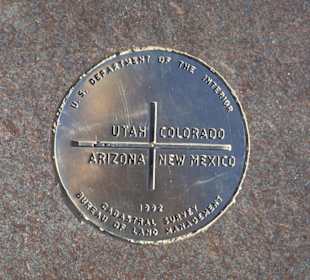 U.S. DEPARTMENT OF THE INTERIOR
UTAH COLORADO
ARIZONA NEW MEXICO
1992
CADASTRAL SURVEY
BUREAU OF LAND MANAGEMENT